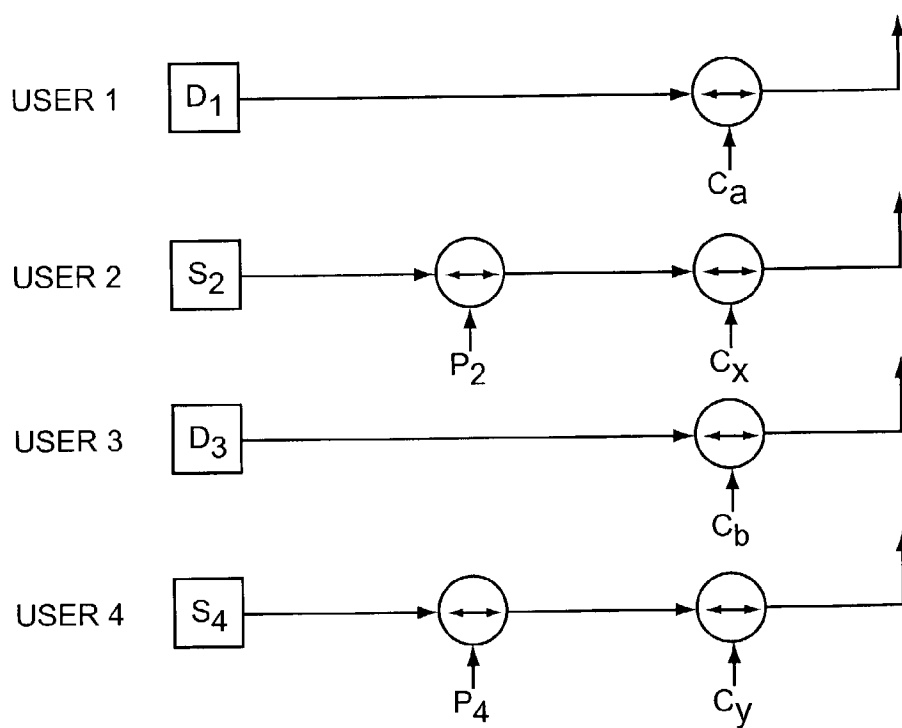 USER 1 D1
Ca
USER 2 S2
P2 Cx
USER 3 D3
Cb
USER 4 S4
P4 Cy